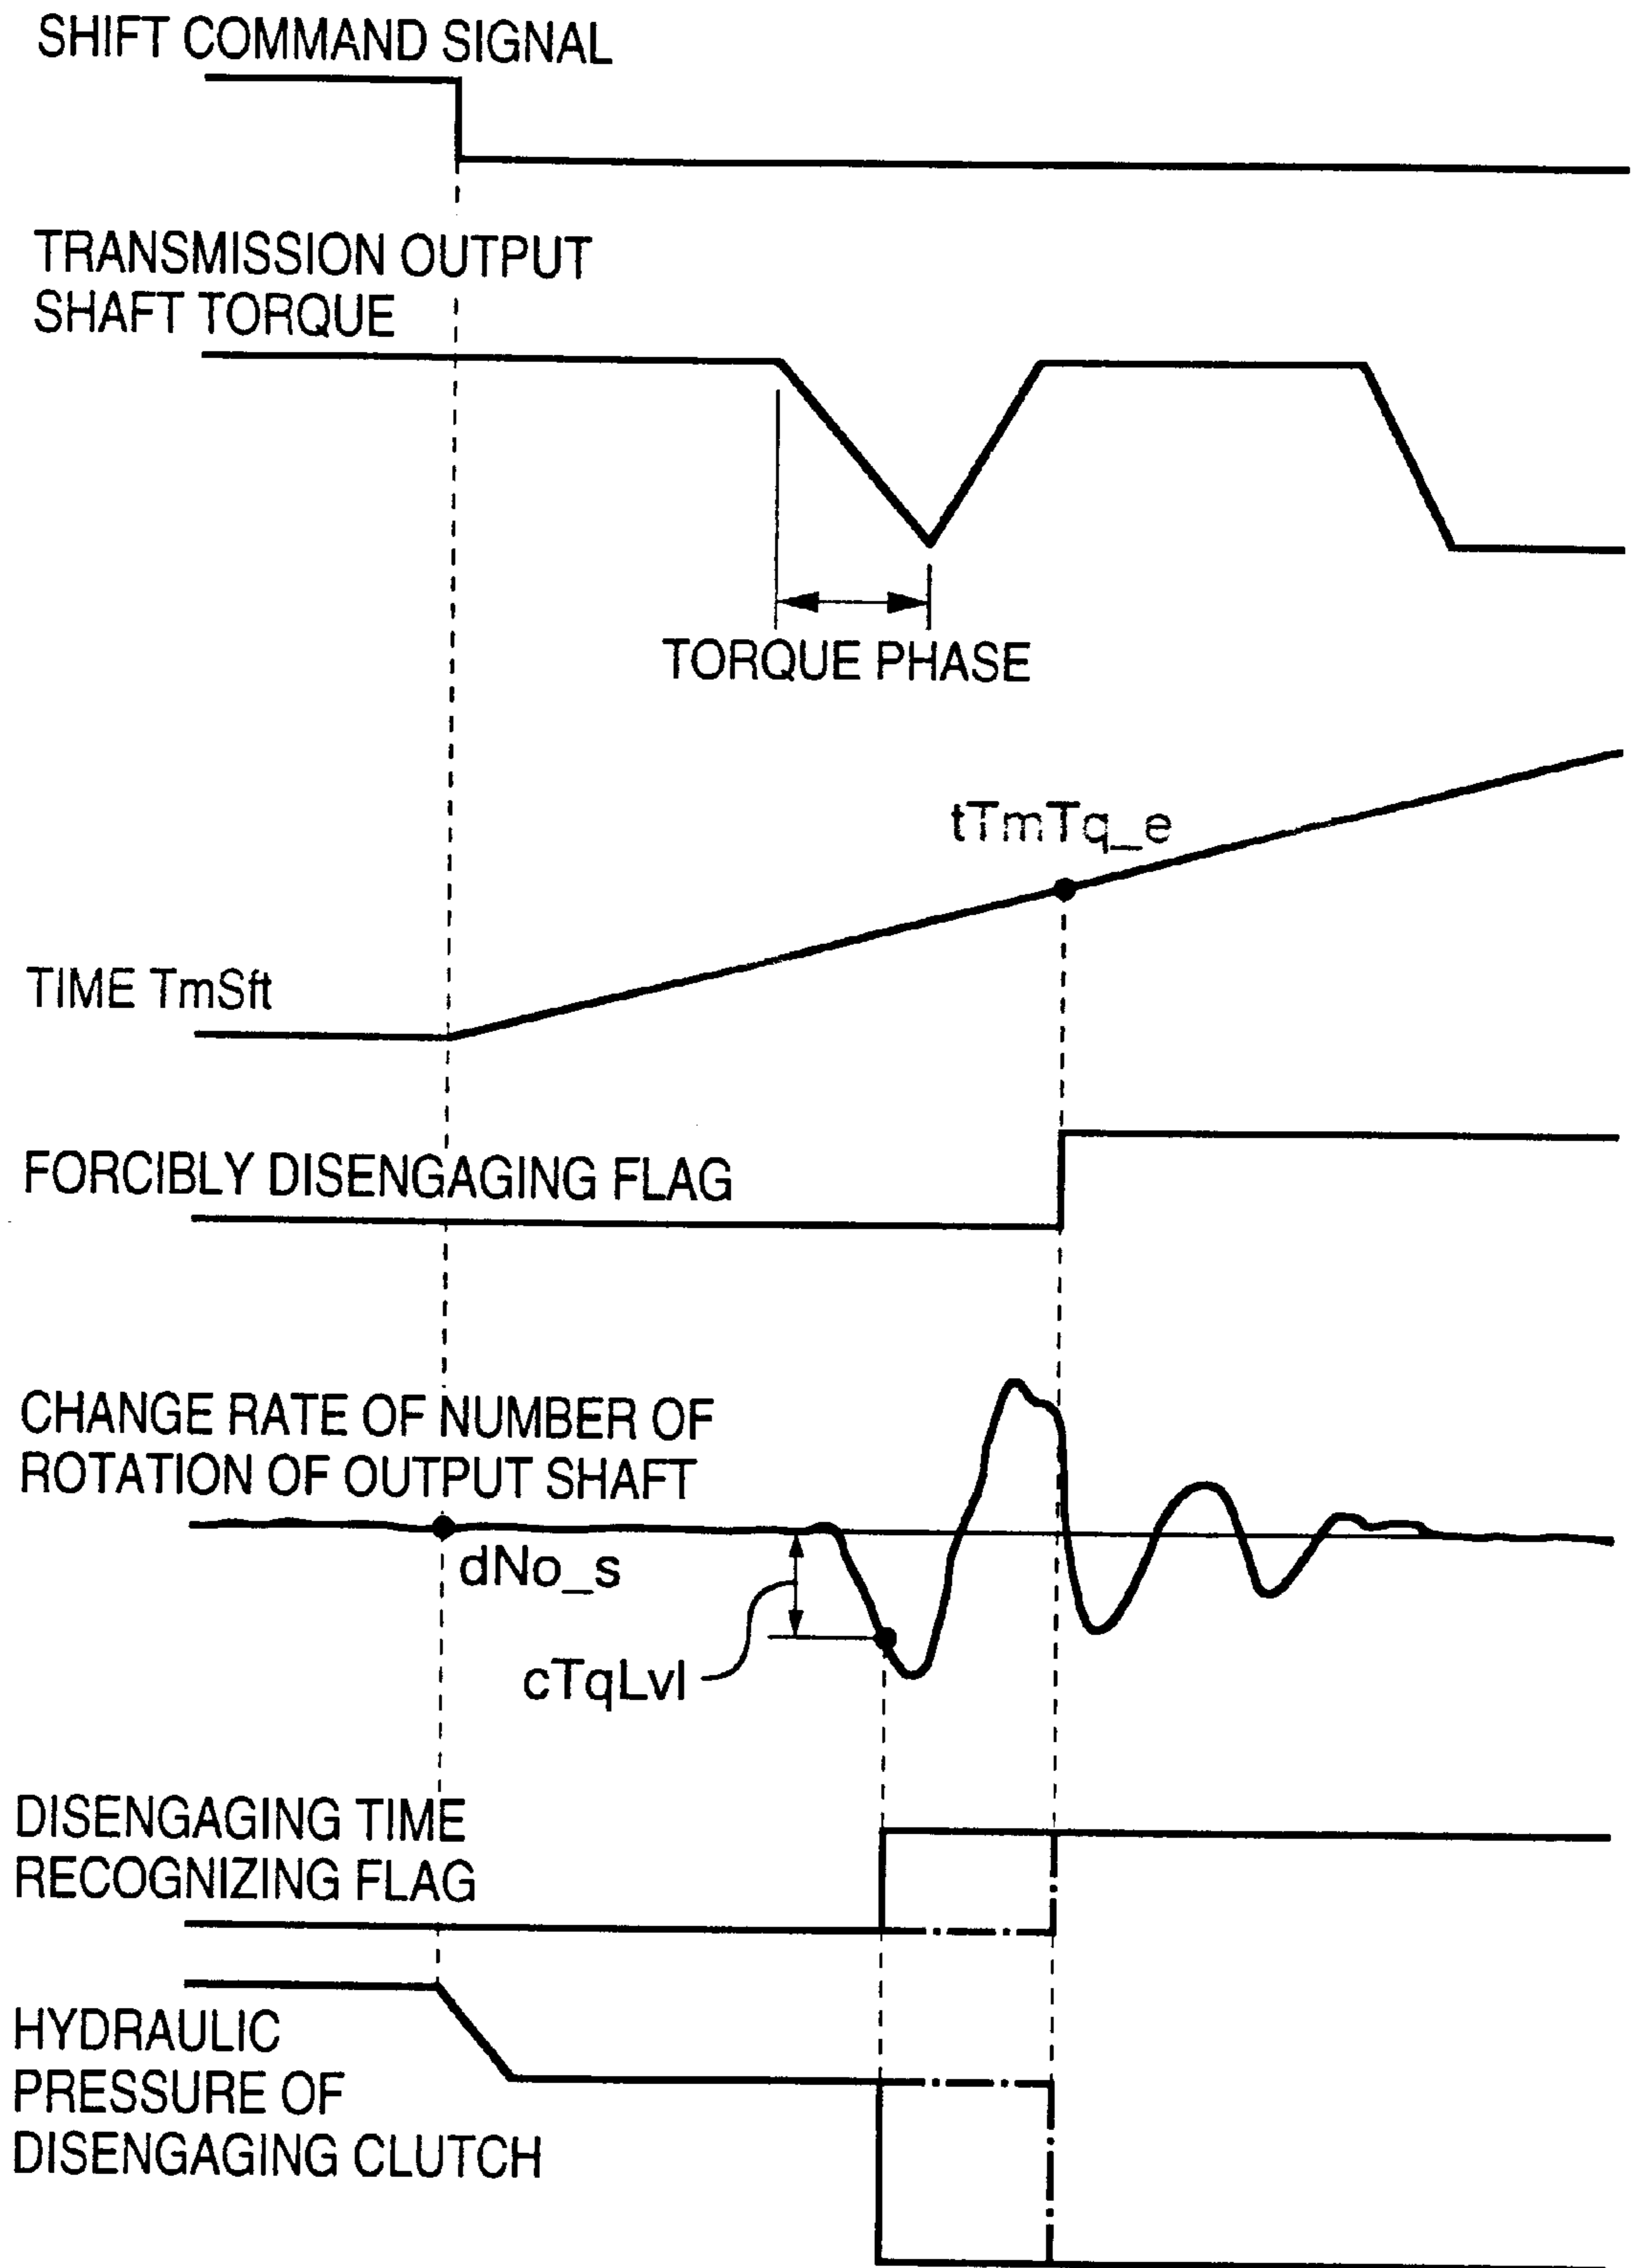 SHIFT COMMAND SIGNAL
TRANSMISSION OUTPUT
SHAFT TORQUE
TORQUE PHASE
tTmTq_e
TIME TmSft
FORCIBLY DISENGAGING FLAG
CHANGE RATE OF NUMBER OF
ROTATION OF OUTPUT SHAFT
dNo_s
cTqLvl
DISENGAGING TIME
RECOGNIZING FLAG
HYDRAULIC
PRESSURE OF
DISENGAGING CLUTCH